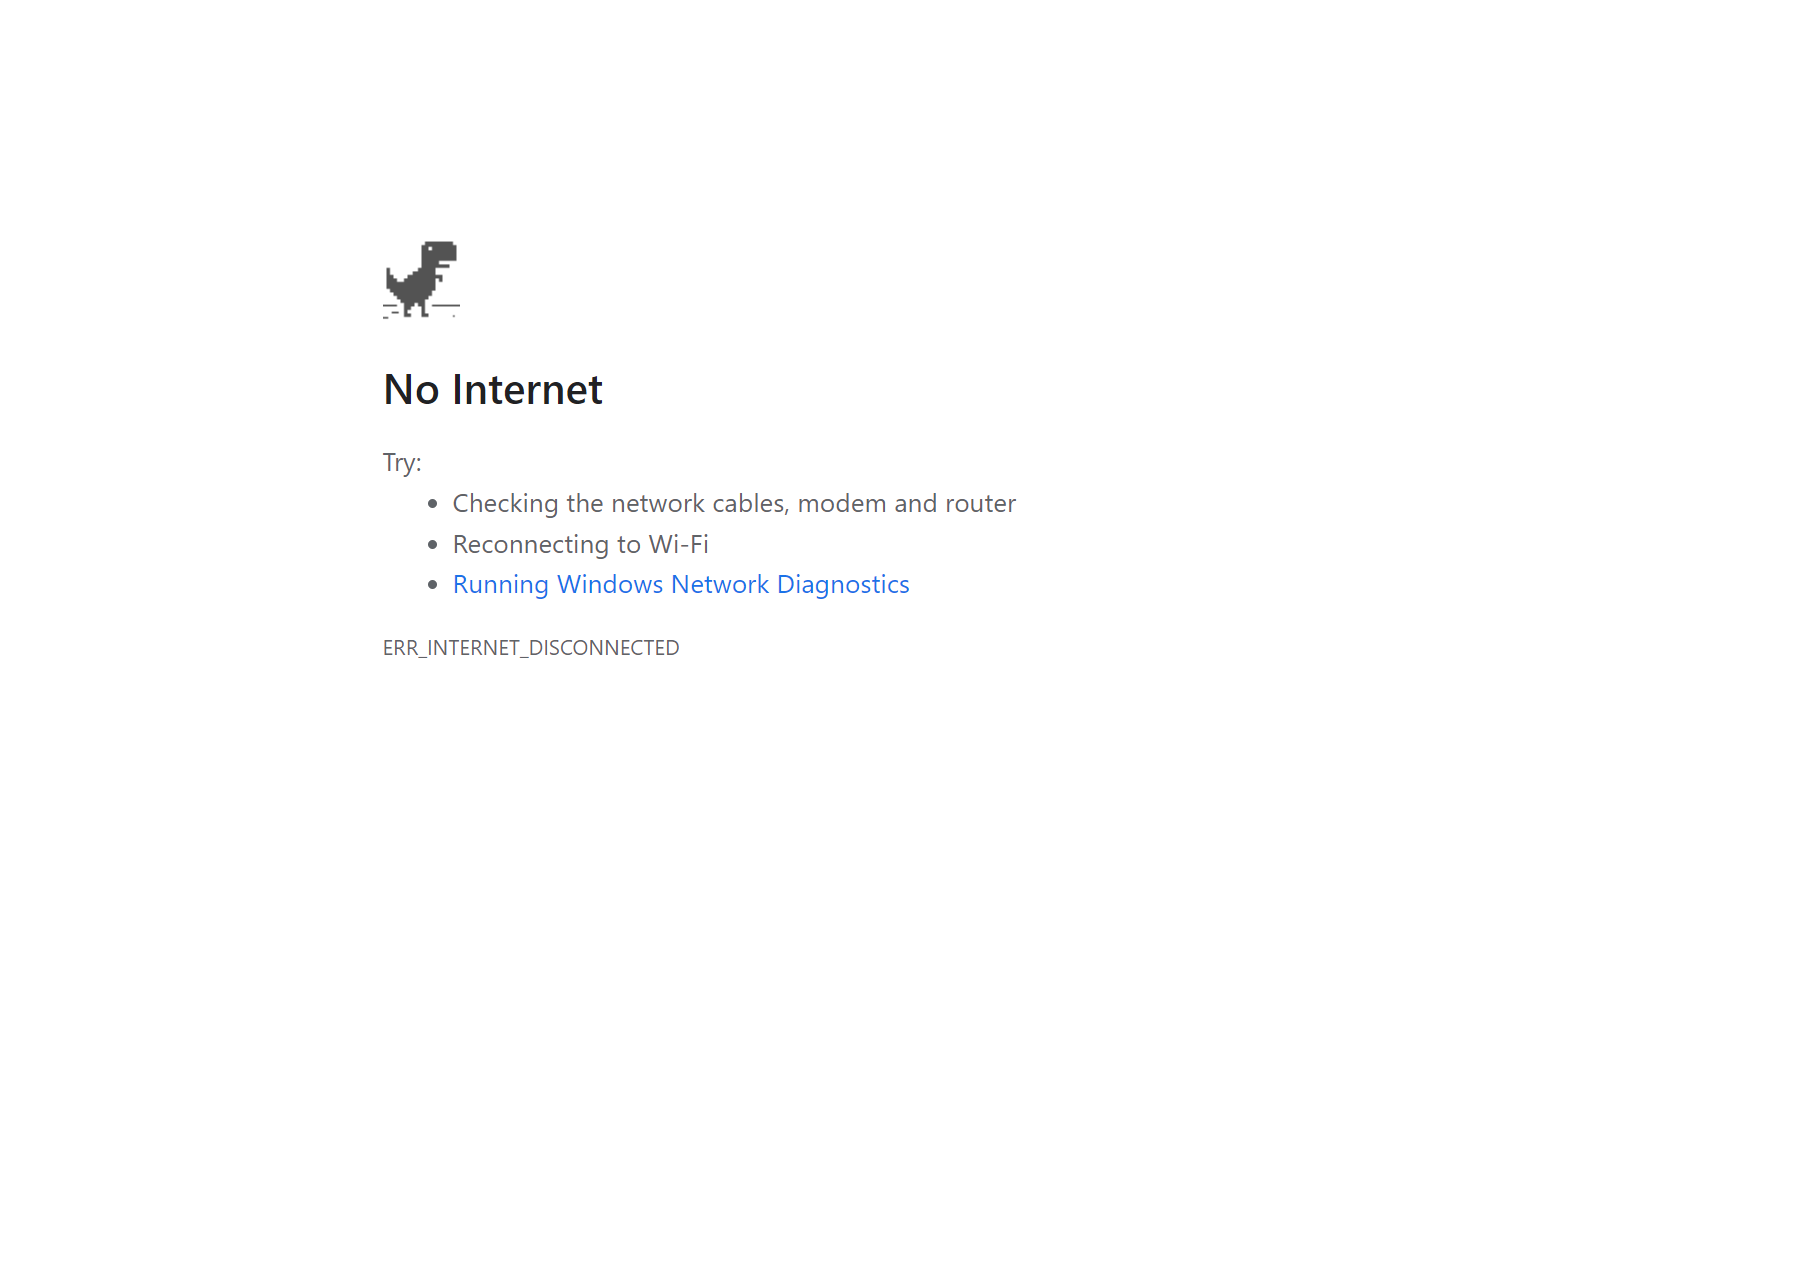 No Internet
Try:
Checking the network cables, modem and router
Reconnecting to Wi-Fi
Running Windows Network Diagnostics
ERR_INTERNET_DISCONNECTED